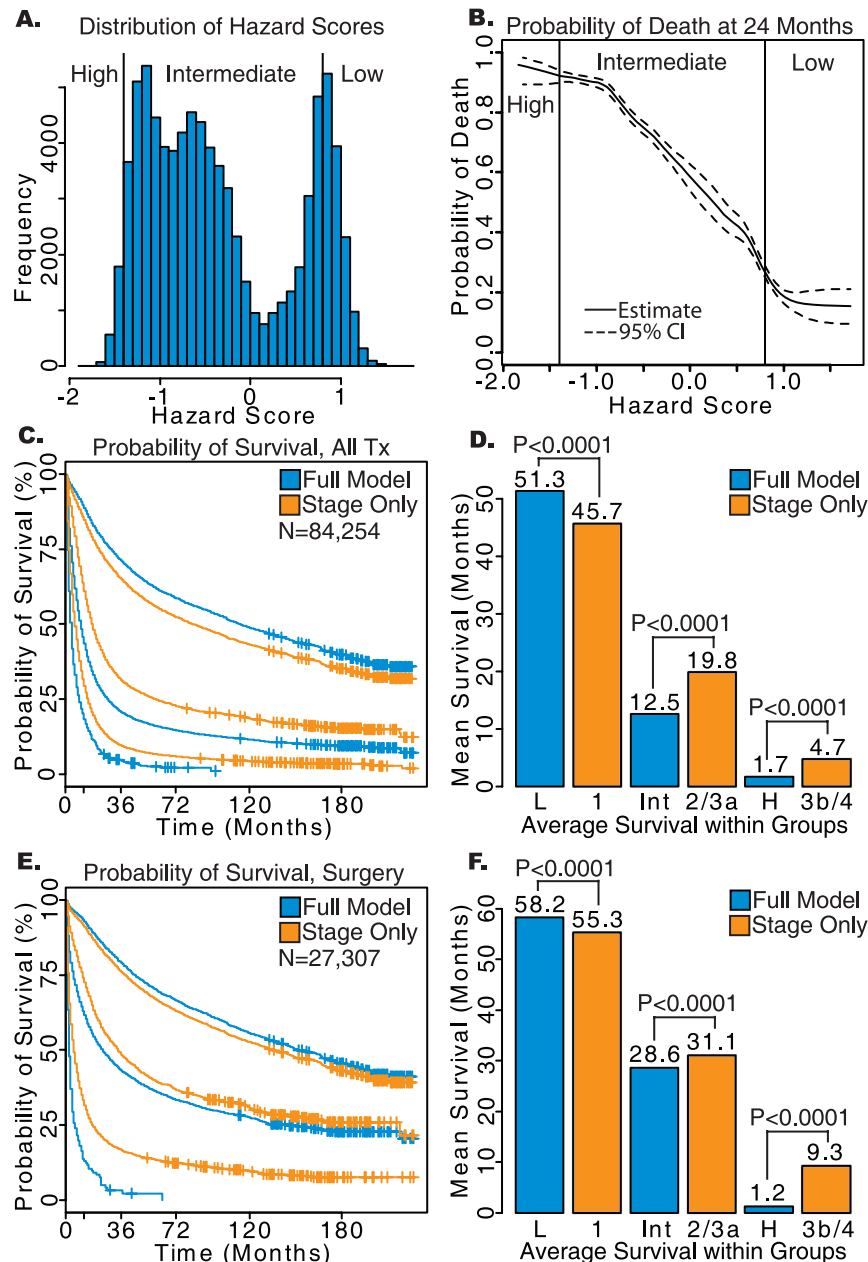 A.
Distribution of Hazard Scores
High
Intermediate
Low
Frequency
0
2000
4000
-2
-1
0
1
Hazard Score
B.
Probability of Death at 24 Months
Intermediate
Low
High
Probability of Death
0.0
0.2
0.4
0.6
0.8
1.0
Estimate
95% CI
-2.0
-1.0
0.0
1.0
Hazard Score
C.
Probability of Survival, All Tx
Full Model
Stage Only
N=84,254
Probability of Survival (%)
100
75
50
25
0
0
36
72
120
180
Time (Months)
D.
P<0.0001
Full Model
Stage Only
51.3
45.7
P<0.0001
12.5
19.8
P<0.0001
1.7
4.7
Mean Survival (Months)
0
10
20
30
40
50
L
1
Int
2/3a
H
3b/4
Average Survival within Groups
E.
Probability of Survival, Surgery
Full Model
Stage Only
N=27,307
Probability of Survival (%)
100
75
50
25
0
0
36
72
120
180
Time (Months)
F.
P<0.0001
Full Model
Stage Only
58.2
55.3
P<0.0001
28.6
31.1
P<0.0001
1.2
9.3
Mean Survival (Months)
0
10
20
30
40
50
60
L
1
Int
2/3a
H
3b/4
Average Survival within Groups